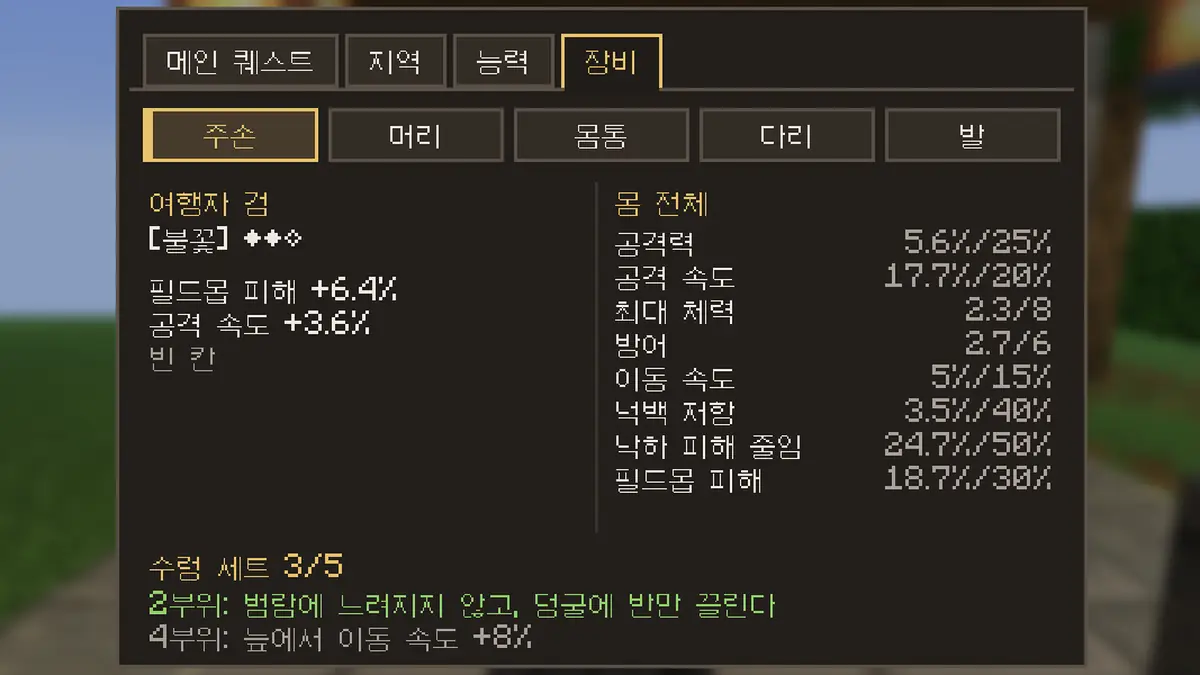 메인 퀘스트 지역 능력 장비
주손 머리 몸통 다리 발
여행자 검
[불꽃] ◆◆◇
필드몹 피해 +6.4%
공격 속도 +3.6%
빈 칸
몸 전체
공격력 5.6%/25%
공격 속도 17.7%/20%
최대 체력 2.3/8
방어 2.7/6
이동 속도 5%/15%
넉백 저항 3.5%/40%
낙하 피해 줄임 24.7%/50%
필드몹 피해 18.7%/30%
수렁 세트 3/5
2부위: 범람에 느려지지 않고, 덩굴에 반만 끌린다
4부위: 늪에서 이동 속도 +8%